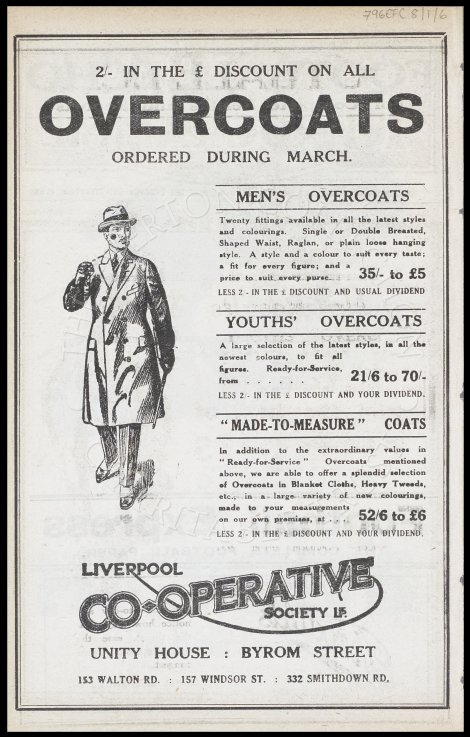 796EFC 8/1/6
2/- IN THE £ DISCOUNT ON ALL
OVERCOATS
ORDERED DURING MARCH.
MEN'S OVERCOATS
Twenty fittings available in all the latest styles
and colourings. Single or Double Breasted,
Shaped Waist, Raglan, or plain loose hanging
style. A style and a colour to suit every taste;
a fit for every figure; and a
price to suit every purse. 35/- to £5
LESS 2/- IN THE £ DISCOUNT AND USUAL DIVIDEND
YOUTHS' OVERCOATS
A large selection of the latest styles, in all the
newest colours, to fit all
figures. Ready-for-Service,
from . . . . . . 21/6 to 70/-
LESS 2/- IN THE £ DISCOUNT AND YOUR DIVIDEND.
"MADE-TO-MEASURE" COATS
In addition to the extraordinary values in
"Ready-for-Service" Overcoats mentioned
above, we are able to offer a splendid selection
of Overcoats in Blanket Cloths, Heavy Tweeds,
etc., in a large variety of new colourings,
made to your measurements
on our own premises, at . . . 52/6 to £6
LESS 2/- IN THE £ DISCOUNT AND YOUR DIVIDEND.
LIVERPOOL
CO-OPERATIVE
SOCIETY LD.
UNITY HOUSE : BYROM STREET
153 WALTON RD. : 157 WINDSOR ST. : 332 SMITHDOWN RD.